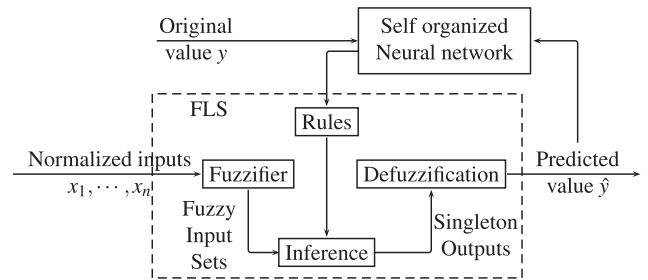 Original
value y
Self organized
Neural network
FLS
Rules
Normalized inputs
x₁, ⋯ , xₙ
Fuzzifier
Defuzzification
Predicted
value ŷ
Fuzzy
Input
Sets
Inference
Singleton
Outputs